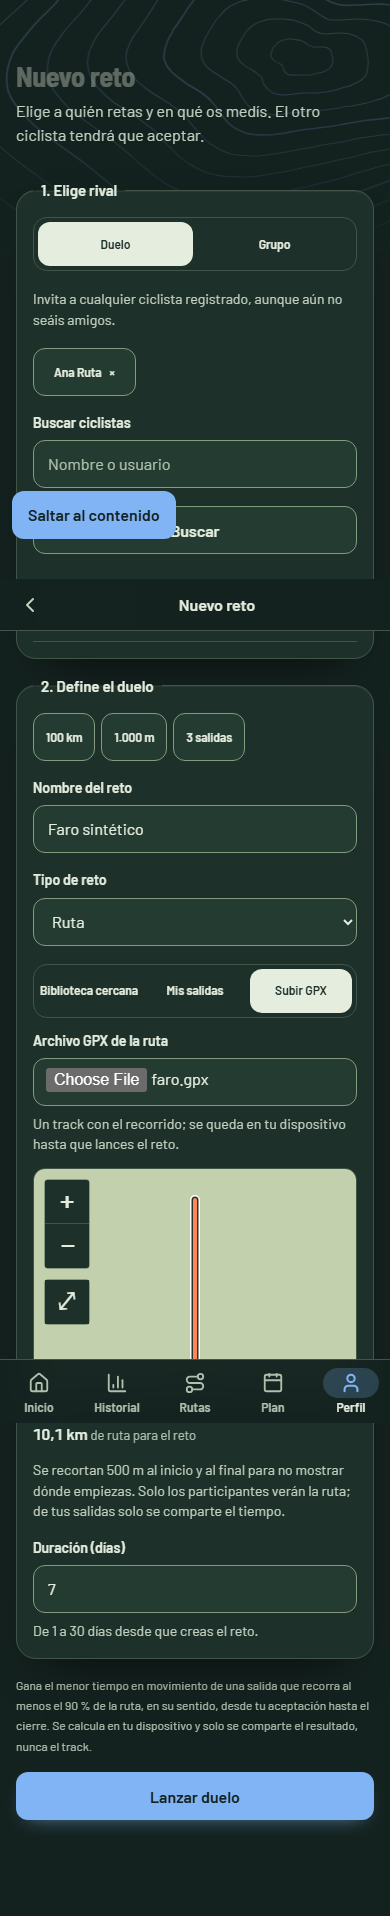 Nuevo reto
Elige a quién retas y en qué os medís. El otro
ciclista tendrá que aceptar.
1. Elige rival
Duelo
Grupo
Invita a cualquier ciclista registrado, aunque aún no
seáis amigos.
Ana Ruta ×
Buscar ciclistas
Nombre o usuario
Saltar al contenido
Buscar
Nuevo reto
2. Define el duelo
100 km
1.000 m
3 salidas
Nombre del reto
Faro sintético
Tipo de reto
Ruta
Biblioteca cercana
Mis salidas
Subir GPX
Archivo GPX de la ruta
Choose File faro.gpx
Un track con el recorrido; se queda en tu dispositivo
hasta que lances el reto.
+
−
Inicio
Historial
Rutas
Plan
Perfil
10,1 km de ruta para el reto
Se recortan 500 m al inicio y al final para no mostrar
dónde empiezas. Solo los participantes verán la ruta;
de tus salidas solo se comparte el tiempo.
Duración (días)
7
De 1 a 30 días desde que creas el reto.
Gana el menor tiempo en movimiento de una salida que recorra al
menos el 90 % de la ruta, en su sentido, desde tu aceptación hasta el
cierre. Se calcula en tu dispositivo y solo se comparte el resultado,
nunca el track.
Lanzar duelo